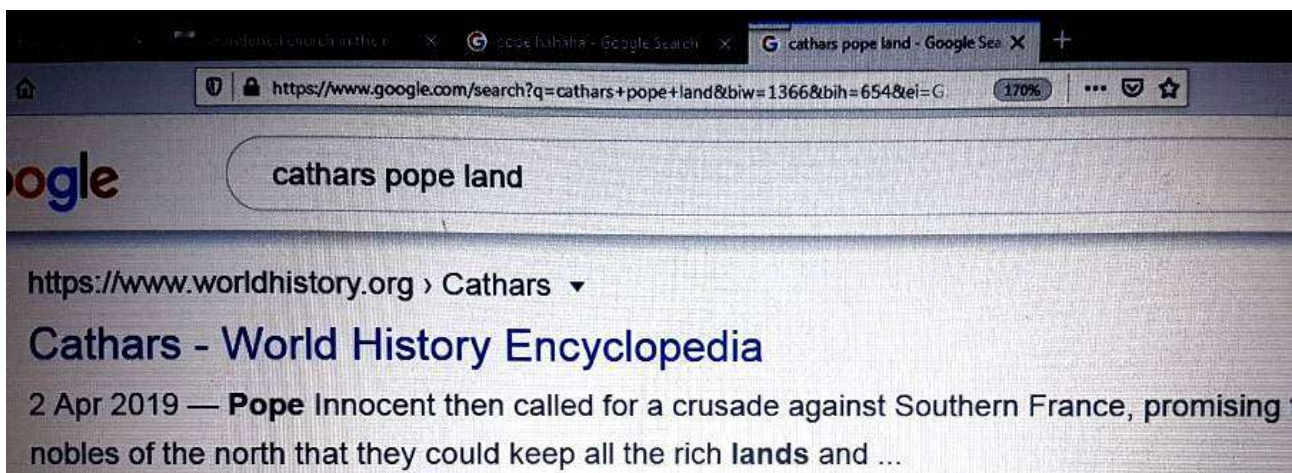 hahaha - Google Search
cathars pope land - Google Sea
https://www.google.com/search?q=cathars+pope+land&biw=1366&bih=654&ei=G
170%
ogle
cathars pope land
https://www.worldhistory.org › Cathars
Cathars - World History Encyclopedia
2 Apr 2019 — Pope Innocent then called for a crusade against Southern France, promising
nobles of the north that they could keep all the rich lands and ...